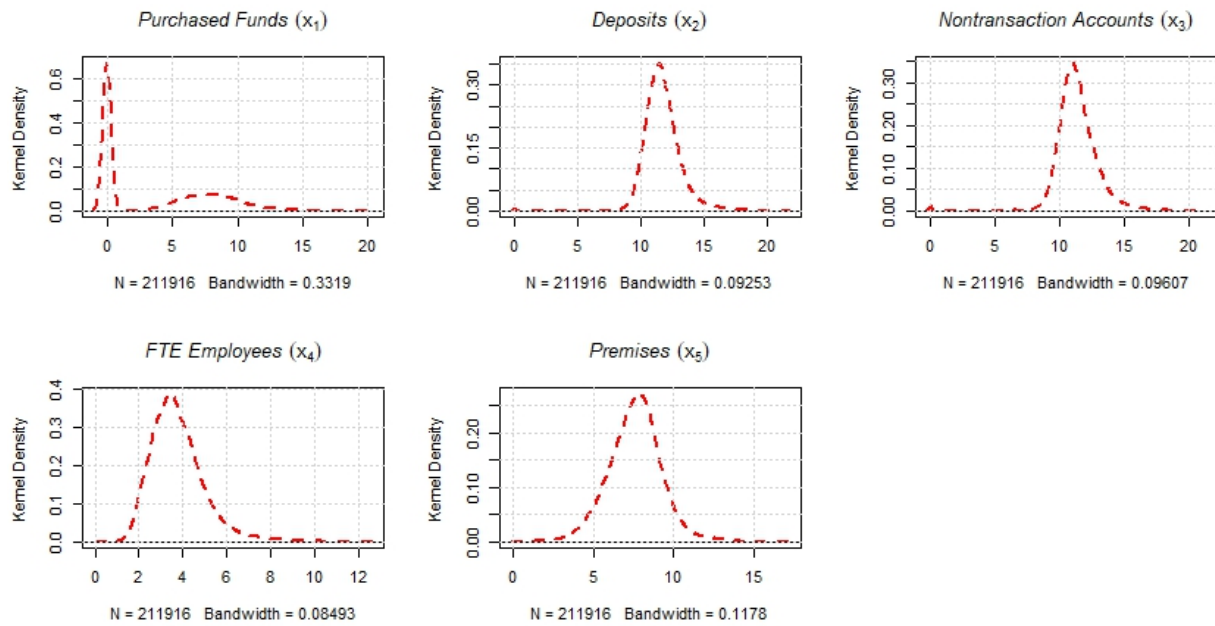 Purchased Funds (x₁)
Deposits (x₂)
Nontransaction Accounts (x₃)
Kernel Density
0.0 0.2 0.4 0.6
0 5 10 15 20
N = 211916 Bandwidth = 0.3319
Kernel Density
0.00 0.15 0.30
0 5 10 15 20
N = 211916 Bandwidth = 0.09253
Kernel Density
0.00 0.10 0.20 0.30
0 5 10 15 20
N = 211916 Bandwidth = 0.09607
FTE Employees (x₄)
Premises (x₅)
Kernel Density
0.0 0.1 0.2 0.3 0.4
0 2 4 6 8 10 12
N = 211916 Bandwidth = 0.08493
Kernel Density
0.00 0.10 0.20
0 5 10 15
N = 211916 Bandwidth = 0.1178